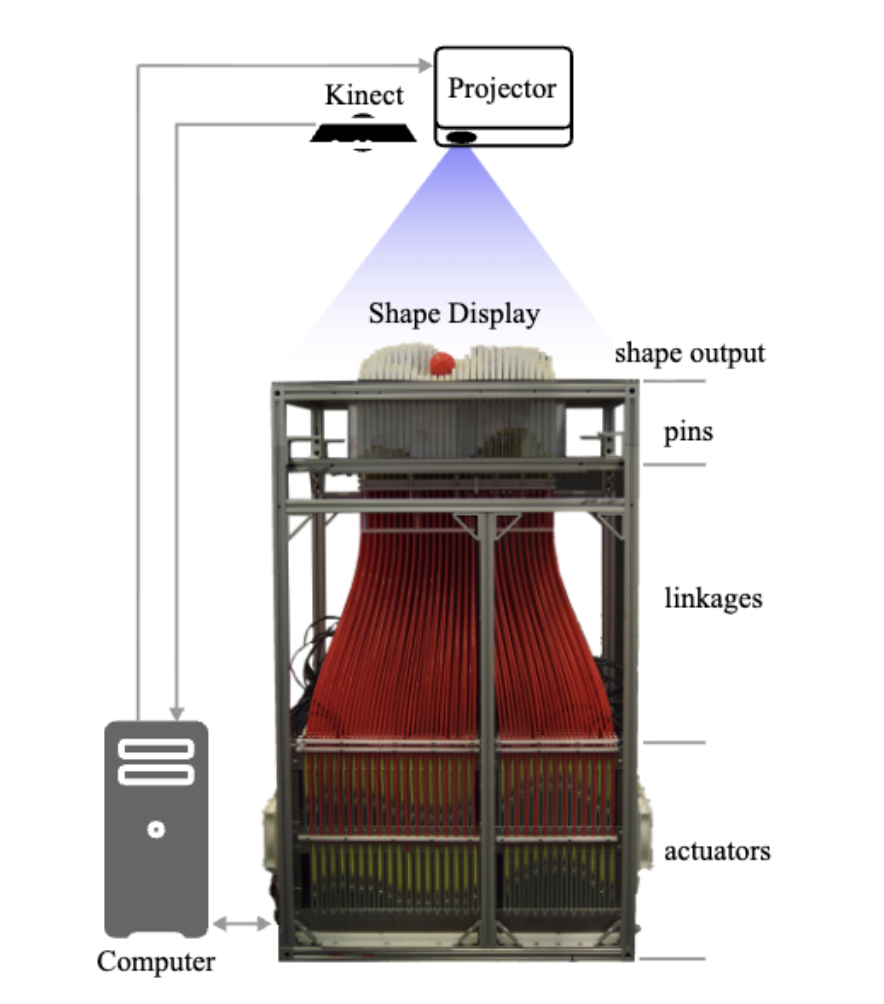 Projector
Kinect
Shape Display
shape output
pins
linkages
actuators
Computer